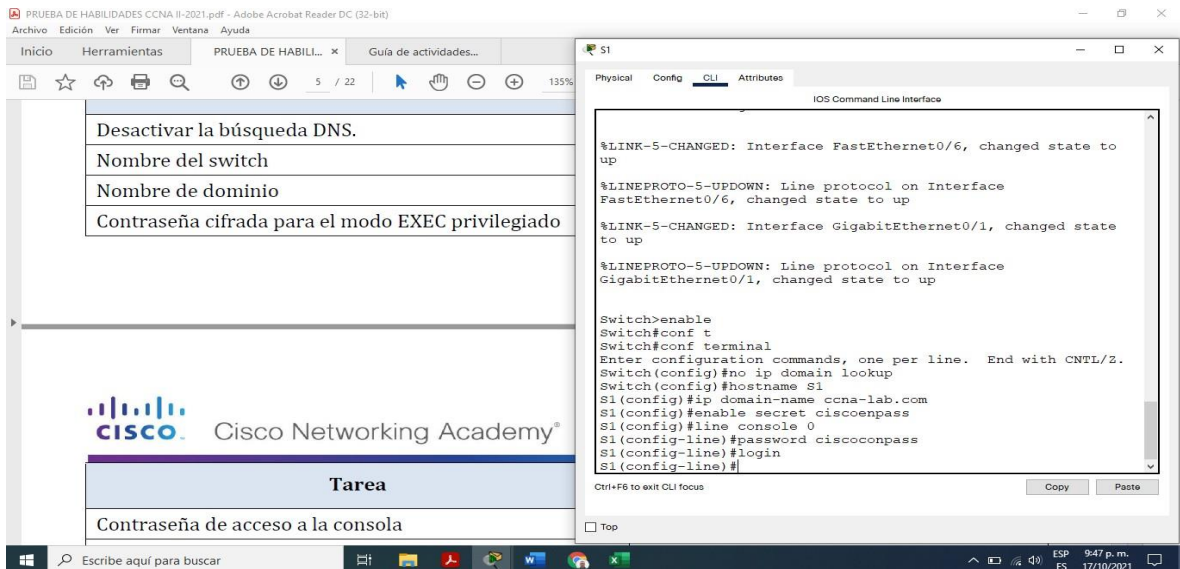 PRUEBA DE HABILIDADES CCNA II-2021.pdf - Adobe Acrobat Reader DC (32-bit)
Archivo Edición Ver Firmar Ventana Ayuda
Inicio Herramientas PRUEBA DE HABILI... × Guía de actividades...
5 / 22 135%
Desactivar la búsqueda DNS.
Nombre del switch
Nombre de dominio
Contraseña cifrada para el modo EXEC privilegiado
CISCO Cisco Networking Academy®
Tarea
Contraseña de acceso a la consola
S1
Physical Config CLI Attributes
IOS Command Line Interface
%LINK-5-CHANGED: Interface FastEthernet0/6, changed state to
up
%LINEPROTO-5-UPDOWN: Line protocol on Interface
FastEthernet0/6, changed state to up
%LINK-5-CHANGED: Interface GigabitEthernet0/1, changed state
to up
%LINEPROTO-5-UPDOWN: Line protocol on Interface
GigabitEthernet0/1, changed state to up
Switch>enable
Switch#conf t
Switch#conf terminal
Enter configuration commands, one per line. End with CNTL/Z.
Switch(config)#no ip domain lookup
Switch(config)#hostname S1
S1(config)#ip domain-name ccna-lab.com
S1(config)#enable secret ciscoenpass
S1(config)#line console 0
S1(config-line)#password ciscoconpass
S1(config-line)#login
S1(config-line)#
Ctrl+F6 to exit CLI focus Copy Paste
Top
Escribe aquí para buscar
ESP 9:47 p. m.
ES 17/10/2021